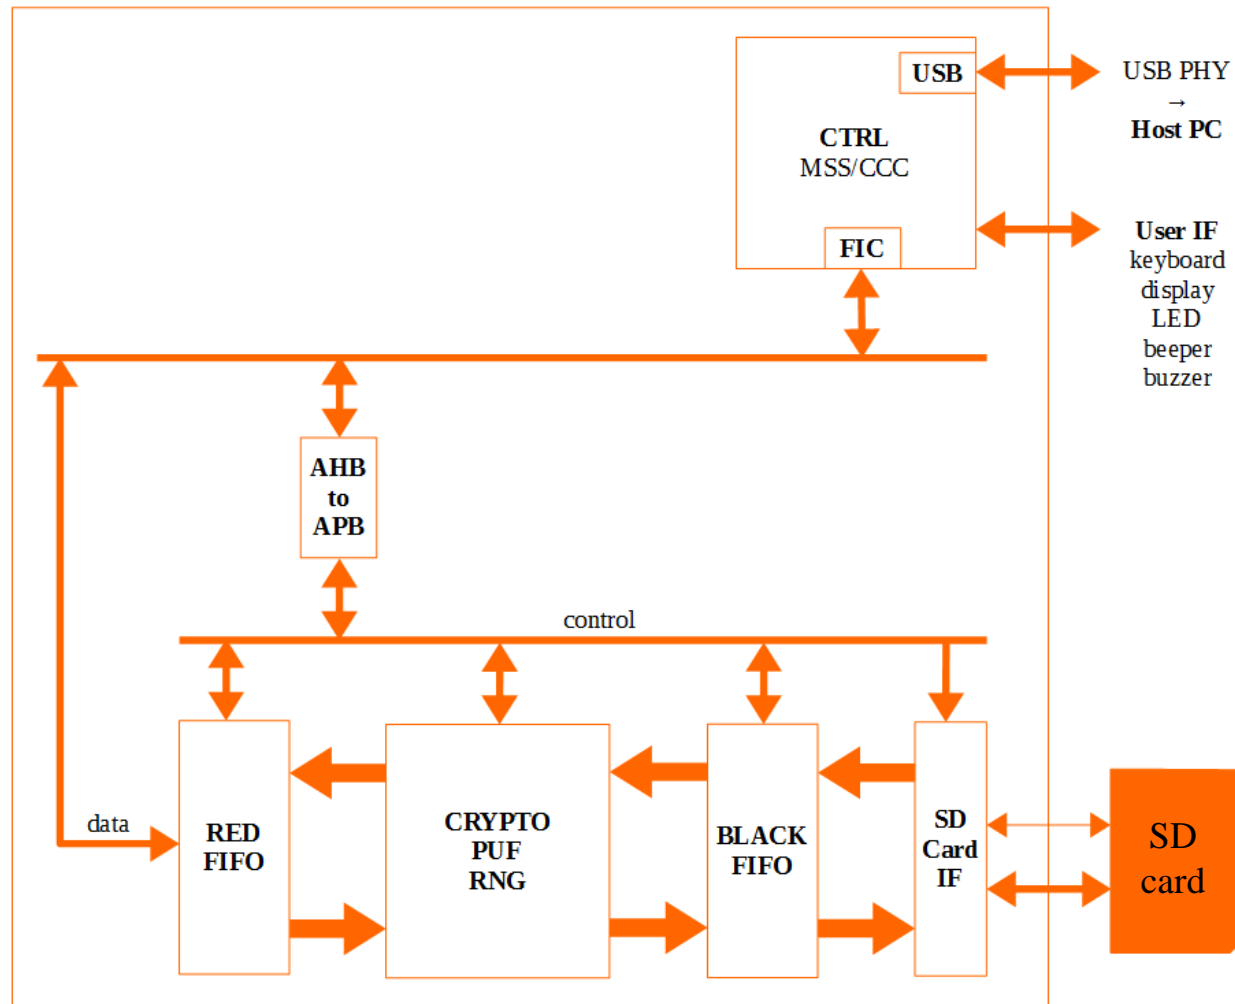 USB
CTRL
MSS/CCC
FIC
USB PHY
→
Host PC
User IF
keyboard
display
LED
beeper
buzzer
AHB
to
APB
control
data
RED
FIFO
CRYPTO
PUF
RNG
BLACK
FIFO
SD
Card
IF
SD
card